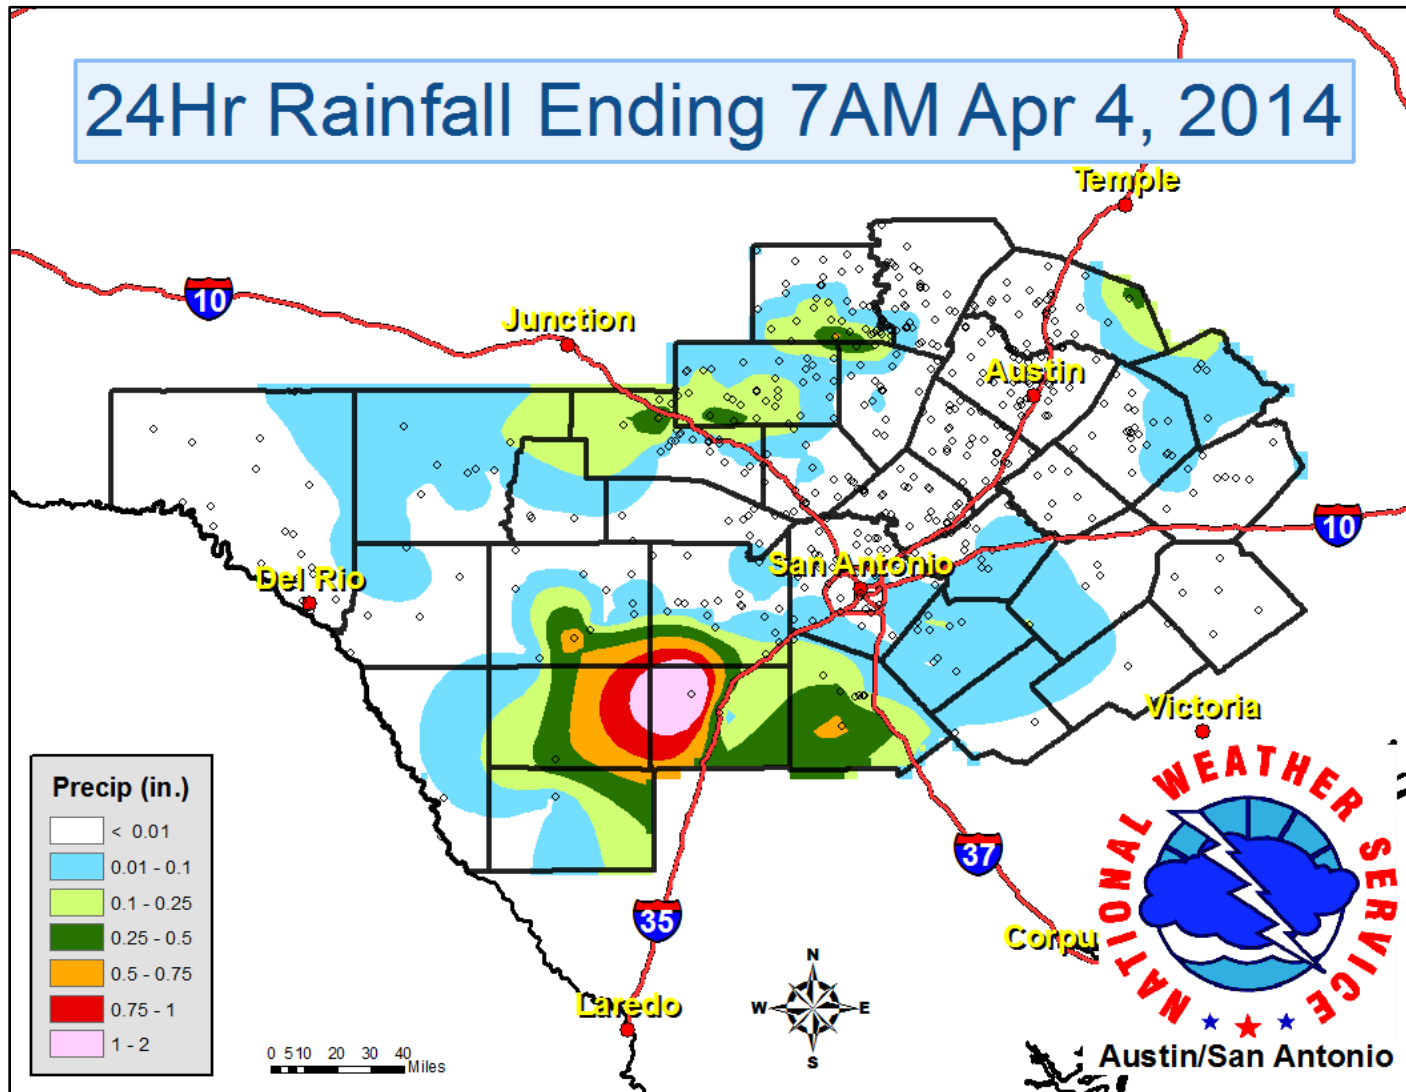 24Hr Rainfall Ending 7AM Apr 4, 2014
Temple
10
Junction
Austin
10
San Antonio
Del Rio
Victoria
Precip (in.)
< 0.01
0.01 - 0.1
0.1 - 0.25
0.25 - 0.5
0.5 - 0.75
0.75 - 1
1 - 2
37
35
Corpu
Laredo
N
W E
S
0 5 10 20 30 40
Miles
NATIONAL WEATHER SERVICE
Austin/San Antonio